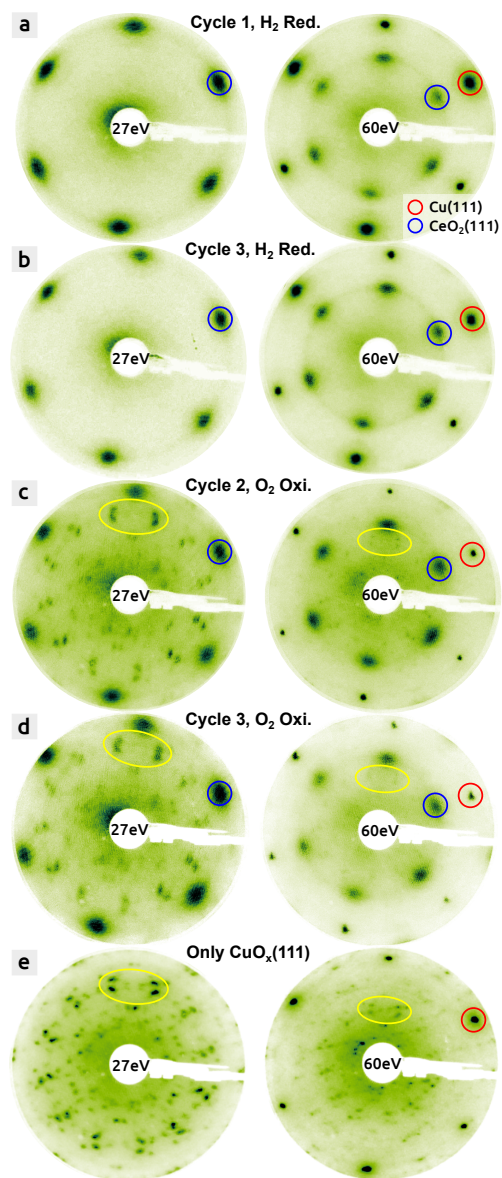 a
Cycle 1, H₂ Red.
27eV
60eV
Cu(111)
CeO₂(111)
b
Cycle 3, H₂ Red.
27eV
60eV
c
Cycle 2, O₂ Oxi.
27eV
60eV
d
Cycle 3, O₂ Oxi.
27eV
60eV
e
Only CuOₓ(111)
27eV
60eV